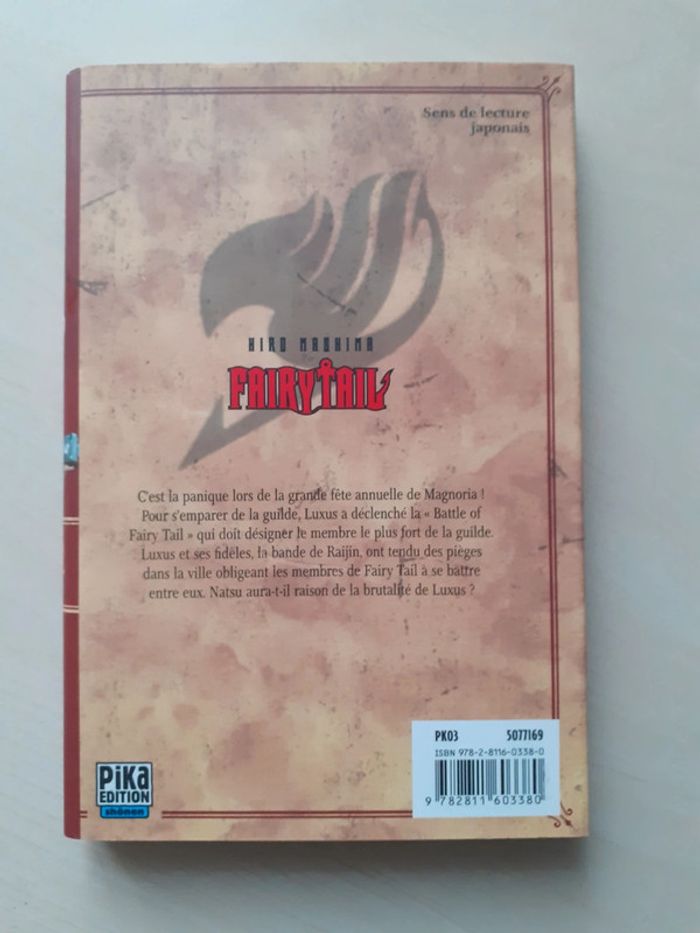 Sens de lecture
japonais
HIRO MASHIMA
FAIRY TAIL
C'est la panique lors de la grande fête annuelle de Magnoria !
Pour s'emparer de la guilde, Luxus a déclenché la « Battle of
Fairy Tail » qui doit désigner le membre le plus fort de la guilde.
Luxus et ses fidèles, la bande de Raijin, ont tendu des pièges
dans la ville obligeant les membres de Fairy Tail à se battre
entre eux. Natsu aura-t-il raison de la brutalité de Luxus ?
PK03 5077169
ISBN 978-2-8116-0338-0
9 782811 603380
PiKa
EDITION
shônen